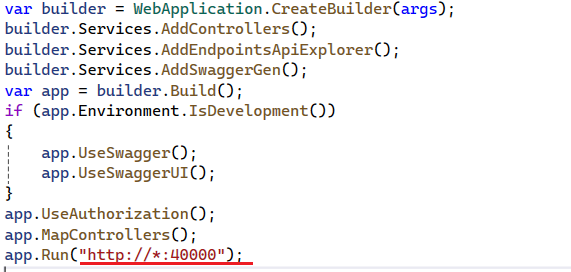 var builder = WebApplication.CreateBuilder(args);
builder.Services.AddControllers();
builder.Services.AddEndpointsApiExplorer();
builder.Services.AddSwaggerGen();
var app = builder.Build();
if (app.Environment.IsDevelopment())
{
    app.UseSwagger();
    app.UseSwaggerUI();
}
app.UseAuthorization();
app.MapControllers();
app.Run("http://*:40000");